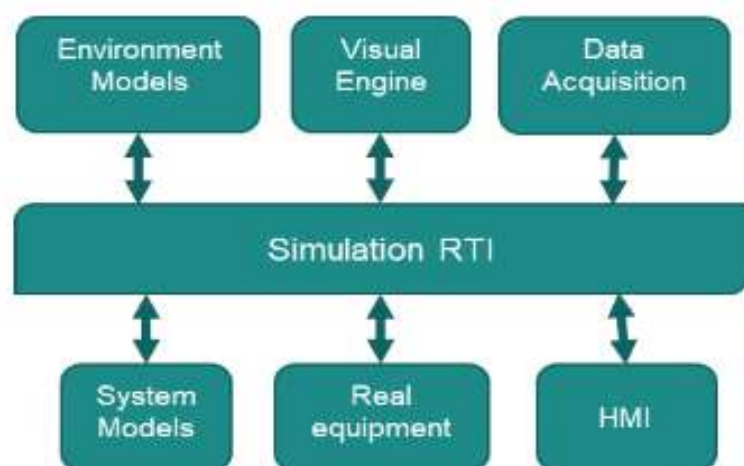 Environment
Models
Visual
Engine
Data
Acquisition
Simulation RTI
System
Models
Real
equipment
HMI